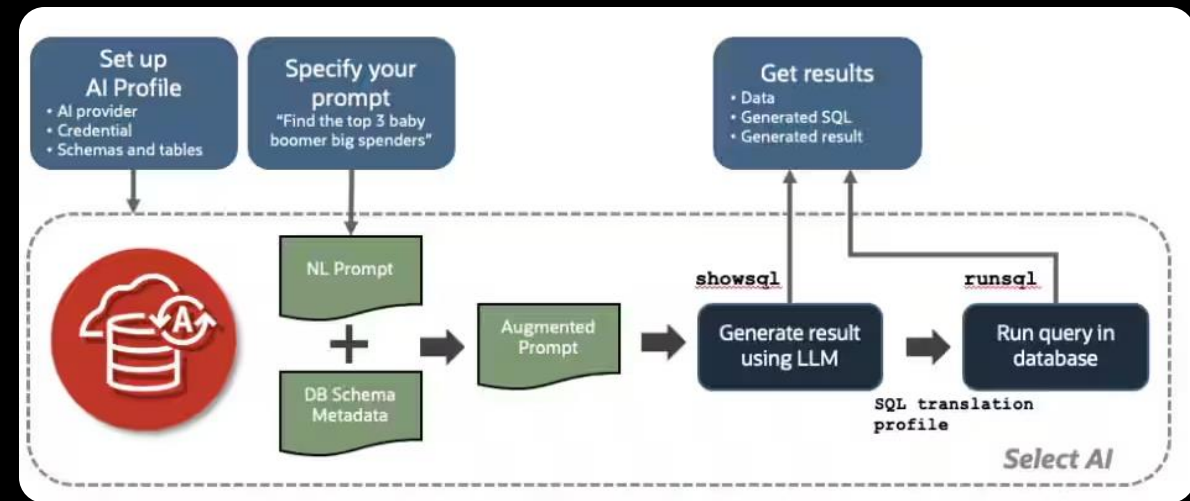 Set up
AI Profile
• AI provider
• Credential
• Schemas and tables
Specify your
prompt
“Find the top 3 baby
boomer big spenders”
Get results
• Data
• Generated SQL
• Generated result
A
NL Prompt
DB Schema
Metadata
Augmented
Prompt
showsql
Generate result
using LLM
runsql
Run query in
database
SQL translation
profile
Select AI